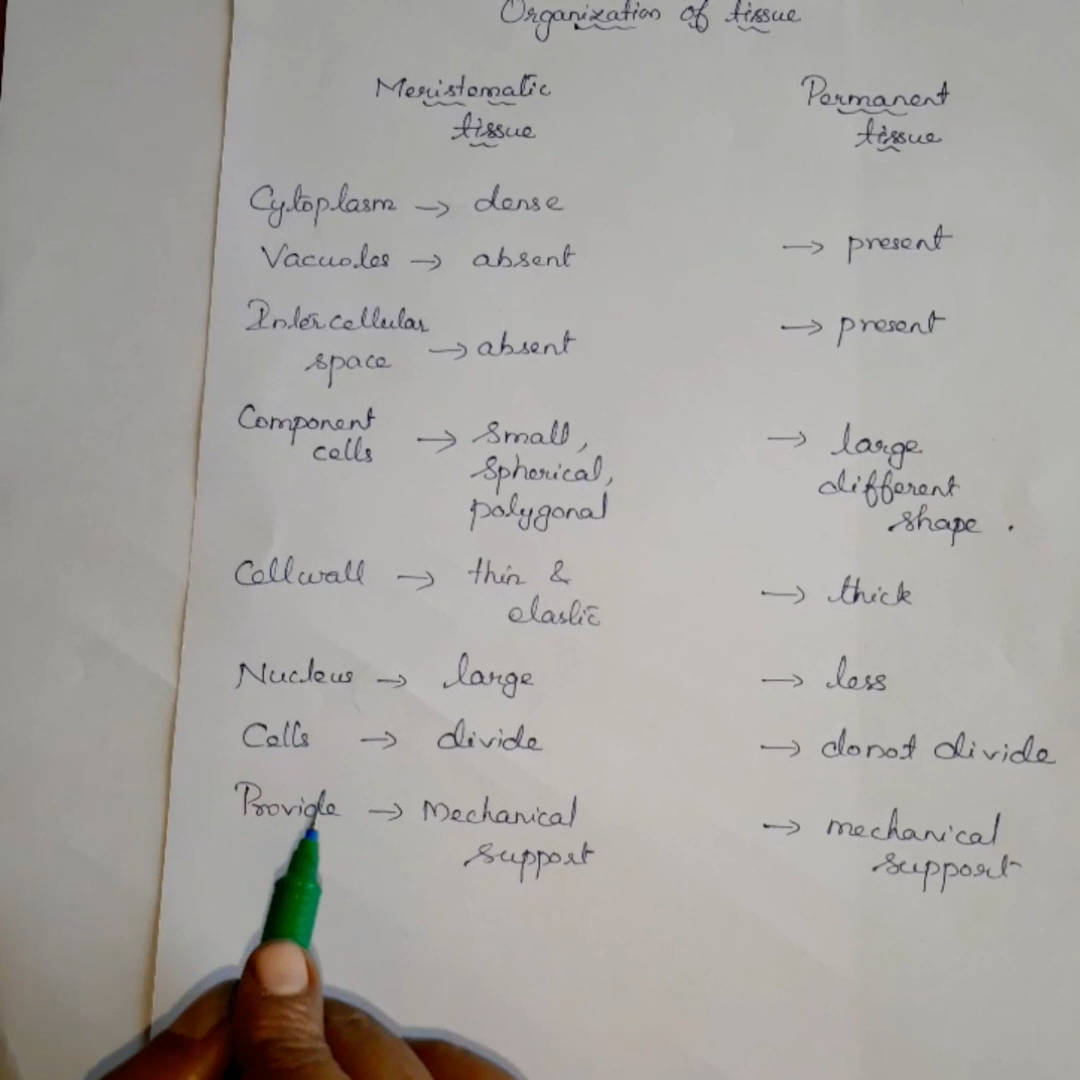 Organization of tissue
Meristematic
tissue
Permanent
tissue
Cytoplasm → dense
Vacuoles → absent → present
Intercellular
space → absent → present
Component
cells → small,
spherical,
polygonal
→ large
different
shape .
Cellwall → thin &
elastic
→ thick
Nucleus → large → less
Cells → divide → donot divide
Provide → Mechanical
support
→ mechanical
support